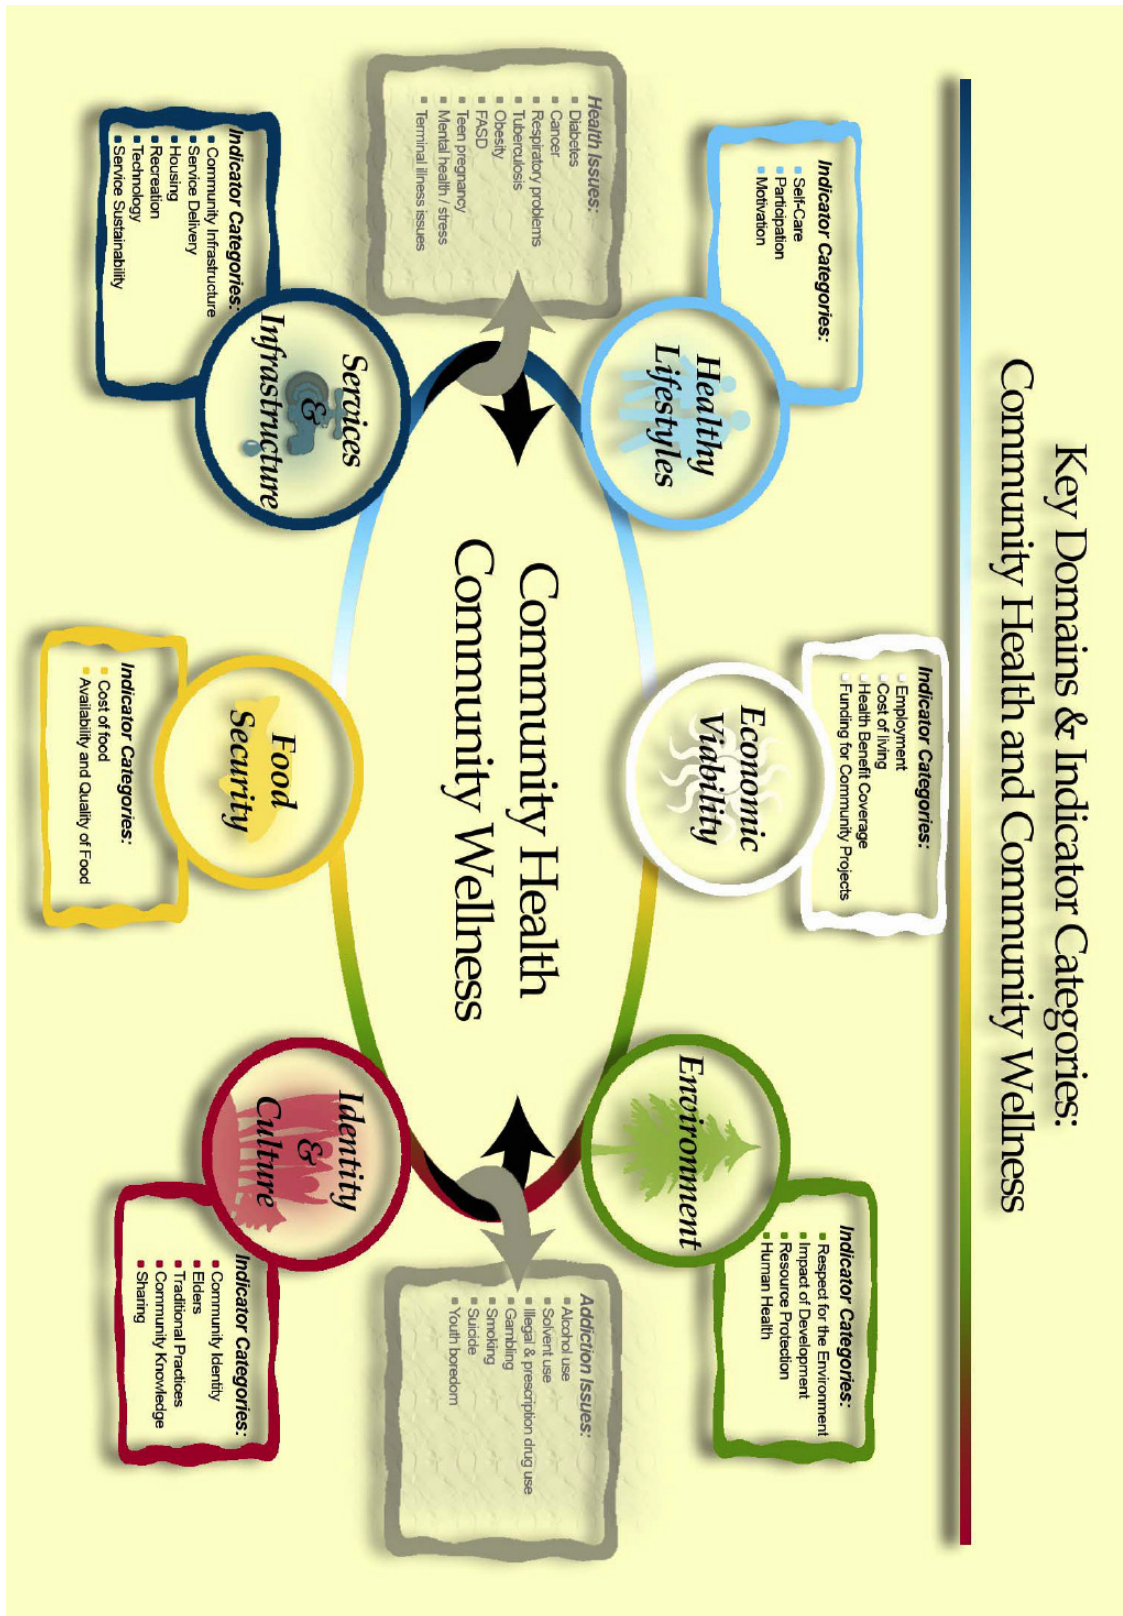 Key Domains & Indicator Categories:
Community Health and Community Wellness
Indicator Categories:
Self-Care
Participation
Motivation
Healthy
Lifestyles
Indicator Categories:
Employment
Cost of living
Health Benefit Coverage
Funding for Community Projects
Economic
Viability
Indicator Categories:
Respect for the Environment
Impact of Development
Resource Protection
Human Health
Environment
Health Issues:
Diabetes
Cancer
Respiratory problems
Tuberculosis
Obesity
FASD
Teen pregnancy
Mental health / stress
Terminal illness issues
Community Health
Community Wellness
Addiction Issues:
Alcohol use
Solvent use
Illegal & prescription drug use
Gambling
Smoking
Suicide
Youth boredom
Services
&
Infrastructure
Indicator Categories:
Community Infrastructure
Service Delivery
Housing
Recreation
Technology
Service Sustainability
Food
Security
Indicator Categories:
Cost of food
Availability and Quality of Food
Identity
&
Culture
Indicator Categories:
Community Identity
Elders
Traditional Practices
Community Knowledge
Sharing